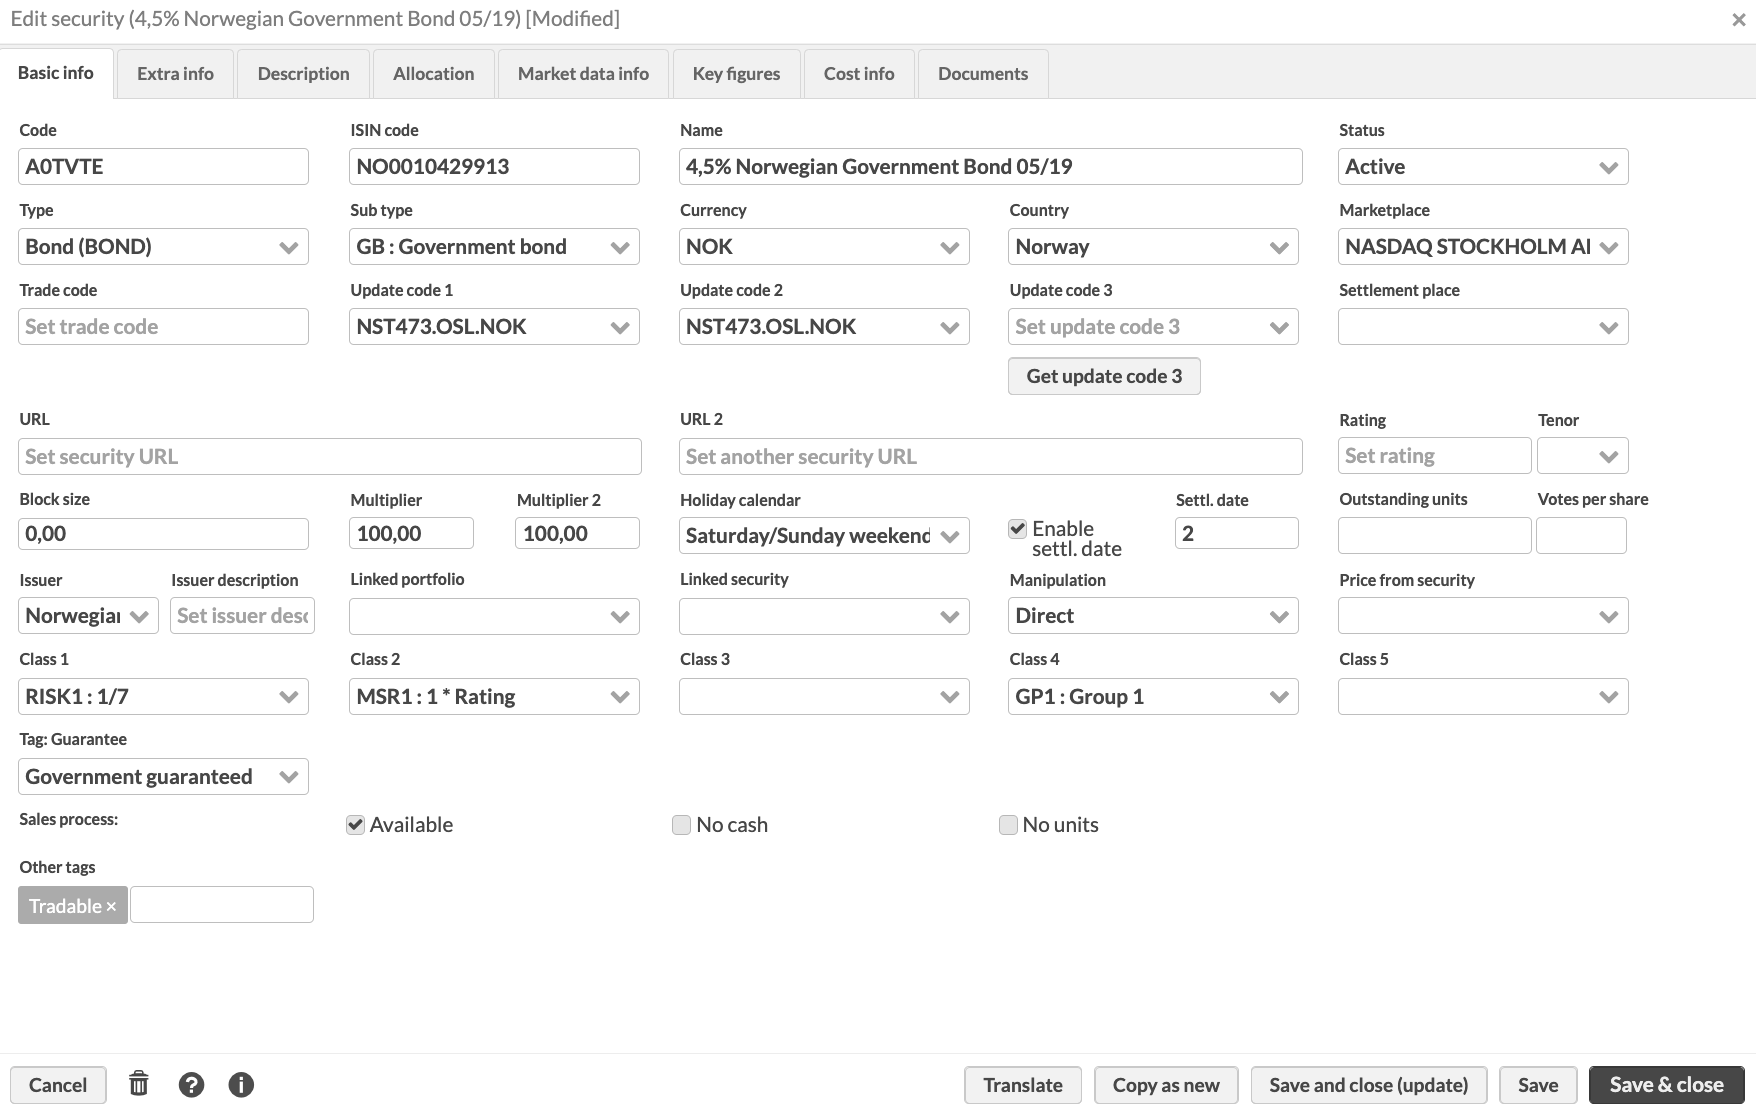 Edit security (4,5% Norwegian Government Bond 05/19) [Modified] ×
Basic info Extra info Description Allocation Market data info Key figures Cost info Documents
Code ISIN code Name Status
A0TVTE NO0010429913 4,5% Norwegian Government Bond 05/19 Active
Type Sub type Currency Country Marketplace
Bond (BOND) GB : Government bond NOK Norway NASDAQ STOCKHOLM AI
Trade code Update code 1 Update code 2 Update code 3 Settlement place
Set trade code NST473.OSL.NOK NST473.OSL.NOK Set update code 3
Get update code 3
URL URL 2 Rating Tenor
Set security URL Set another security URL Set rating
Block size Multiplier Multiplier 2 Holiday calendar Settl. date Outstanding units Votes per share
0,00 100,00 100,00 Saturday/Sunday weekend Enable settl. date 2
Issuer Issuer description Linked portfolio Linked security Manipulation Price from security
Norwegian Set issuer desc Direct
Class 1 Class 2 Class 3 Class 4 Class 5
RISK1 : 1/7 MSR1 : 1 * Rating GP1 : Group 1
Tag: Guarantee
Government guaranteed
Sales process: Available No cash No units
Other tags
Tradable ×
Cancel ? i Translate Copy as new Save and close (update) Save Save & close